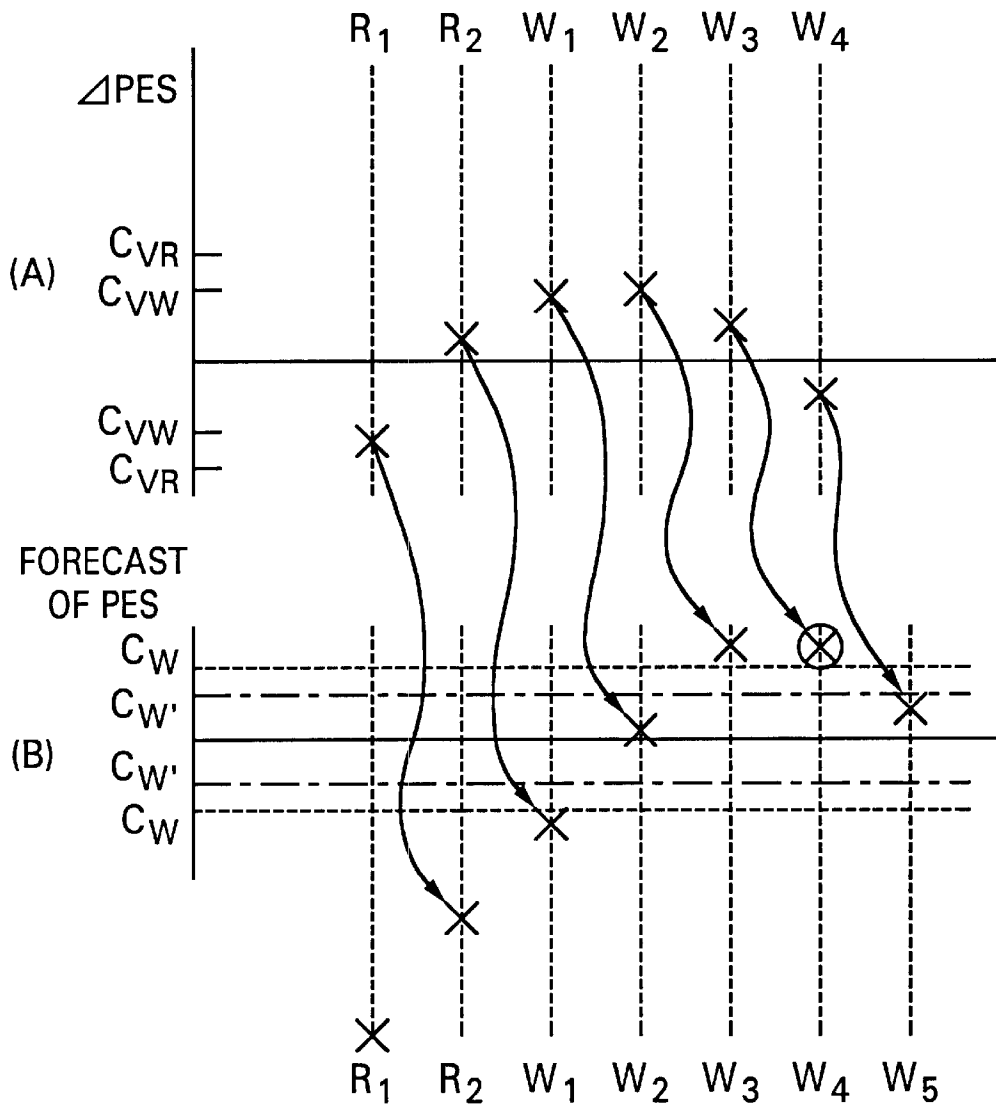 R1 R2 W1 W2 W3 W4
⊿PES
CVR
(A)
CVW
CVW
CVR
FORECAST
OF PES
CW
CW'
(B)
CW'
CW
R1 R2 W1 W2 W3 W4 W5